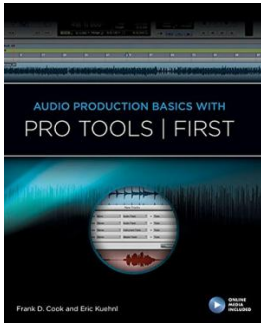 AUDIO PRODUCTION BASICS WITH
PRO TOOLS | FIRST
Frank D. Cook and Eric Kuehnl
ONLINE
MEDIA
INCLUDED